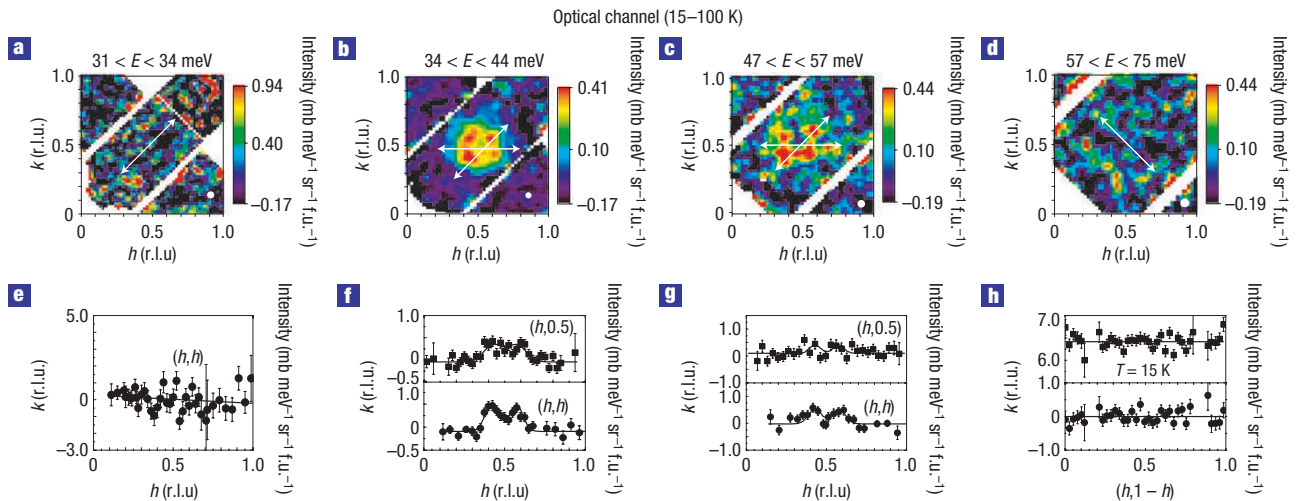 Optical channel (15–100 K)
a
31 < E < 34 meV
1.0
0.5
0
0
0.5
1.0
k (r.l.u.)
h (r.l.u)
0.94
0.40
−0.17
Intensity (mb meV−1 sr−1 f.u.−1)
b
34 < E < 44 meV
1.0
0.5
0
0
0.5
1.0
k (r.l.u.)
h (r.l.u)
0.41
0.10
−0.17
Intensity (mb meV−1 sr−1 f.u.−1)
c
47 < E < 57 meV
1.0
0.5
0
0
0.5
1.0
k (r.l.u.)
h (r.l.u)
0.44
0.10
−0.19
Intensity (mb meV−1 sr−1 f.u.−1)
d
57 < E < 75 meV
1.0
0.5
0
0
0.5
1.0
k (r.l.u.)
h (r.l.u)
0.44
0.10
−0.19
Intensity (mb meV−1 sr−1 f.u.−1)
e
5.0
0
−3.0
(h,h)
0
0.5
1.0
k (r.l.u.)
h (r.l.u)
Intensity (mb meV−1 sr−1 f.u.−1)
f
1.0
(h,0.5)
−0.5
1.0
(h,h)
0
−0.5
0
0.5
1.0
k (r.l.u.)
h (r.l.u)
Intensity (mb meV−1 sr−1 f.u.−1)
g
1.0
(h,0.5)
−1.0
1.0
(h,h)
0
−1.0
0
0.5
1.0
k (r.l.u.)
h (r.l.u)
Intensity (mb meV−1 sr−1 f.u.−1)
h
7.0
6.0
T = 15 K
1.0
0
1.0
0
0.5
1.0
k (r.l.u.)
(h,1 − h)
Intensity (mb meV−1 sr−1 f.u.−1)